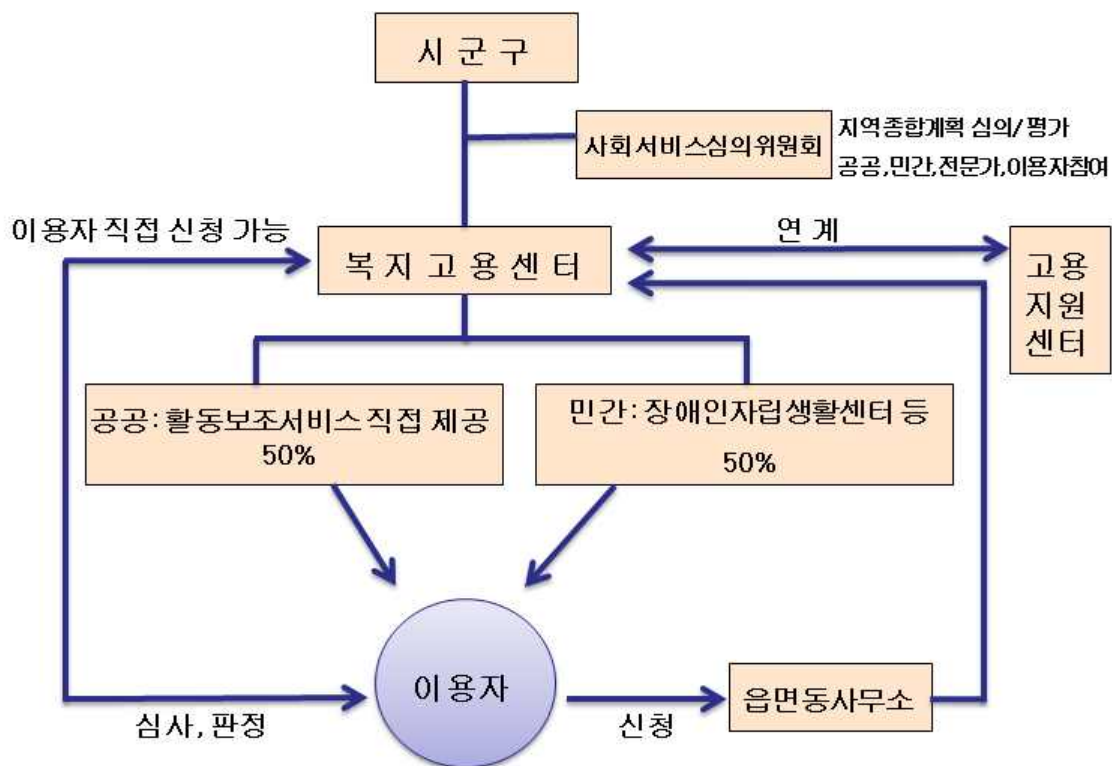 시 군 구
사회서비스심의위원회
지역종합계획 심의/평가
공공,민간,전문가,이용자참여
이용자 직접 신청 가능
복 지 고 용 센 터
연 계
고 용
지 원
센 터
공공: 활동보조서비스 직접 제공
50%
민간: 장애인자립생활센터 등
50%
이용자
심사, 판정
신청
읍면동사무소